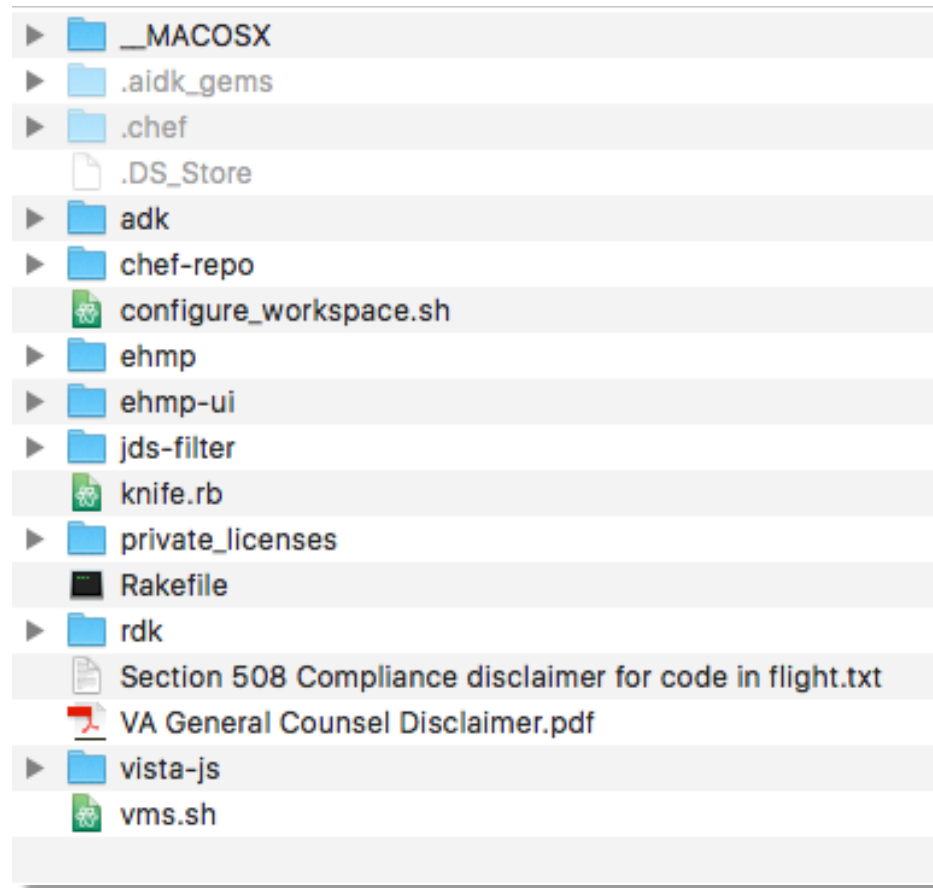 __MACOSX
.aidk_gems
.chef
.DS_Store
adk
chef-repo
configure_workspace.sh
ehmp
ehmp-ui
jds-filter
knife.rb
private_licenses
Rakefile
rdk
Section 508 Compliance disclaimer for code in flight.txt
VA General Counsel Disclaimer.pdf
vista-js
vms.sh